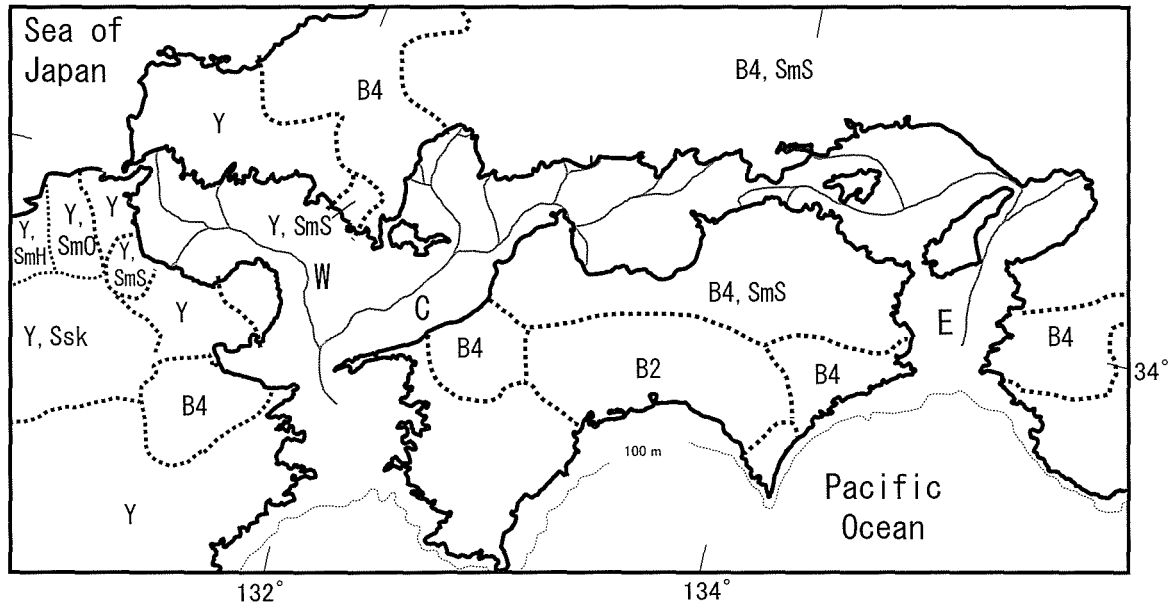 Sea of
Japan
B4, SmS
B4
Y
Y,
SmH
Y,
SmO
Y
Y,
SmS
Y, SmS
W
C
B4, SmS
E
Y
Y, Ssk
B4
B4
B2
B4
B4
34°
100 m
Y
Pacific
Ocean
132°
134°